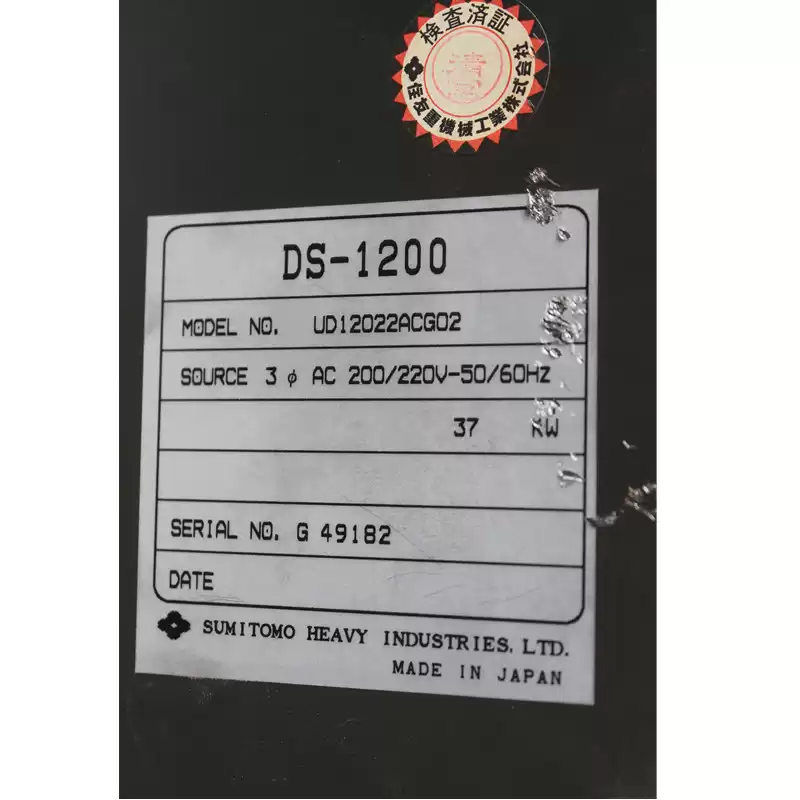 検査済証
住友重機械工業株式会社
DS-1200
MODEL NO. UD12022ACG02
SOURCE 3 φ AC 200/220V-50/60Hz
37 KW
SERIAL NO. G 49182
DATE
SUMITOMO HEAVY INDUSTRIES, LTD.
MADE IN JAPAN